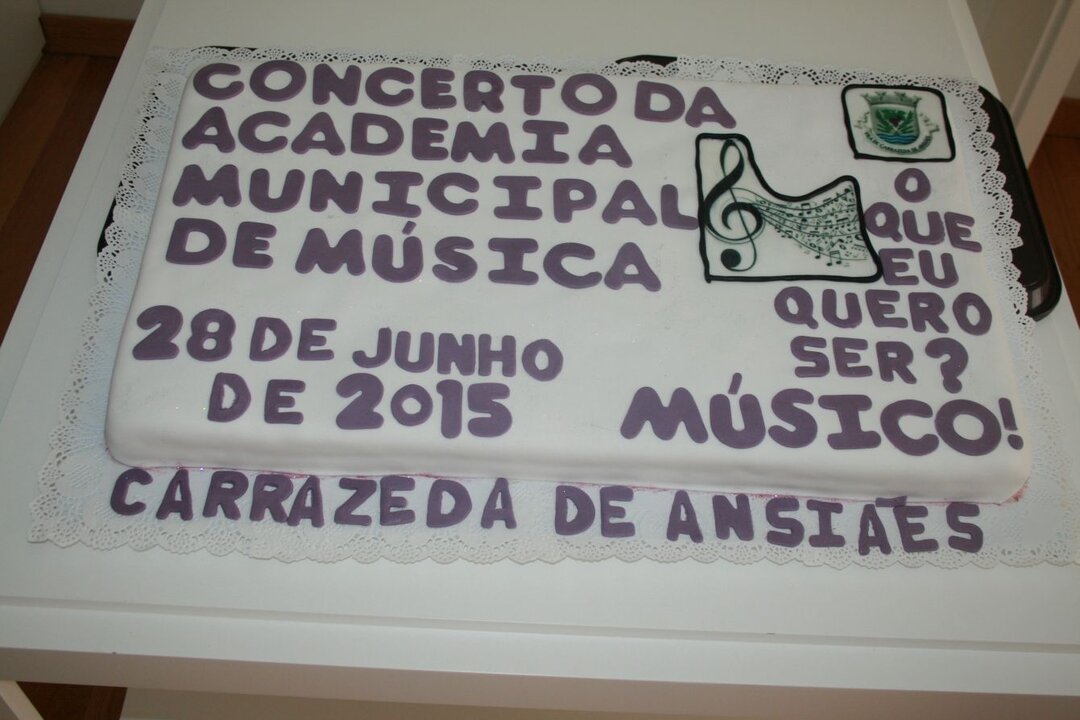 CONCERTO DA
ACADEMIA
MUNICIPAL
DE MÚSICA
28 DE JUNHO
DE 2015
O
QUE
EU
QUERO
SER?
MÚSICO!
CARRAZEDA DE ANSIÃES